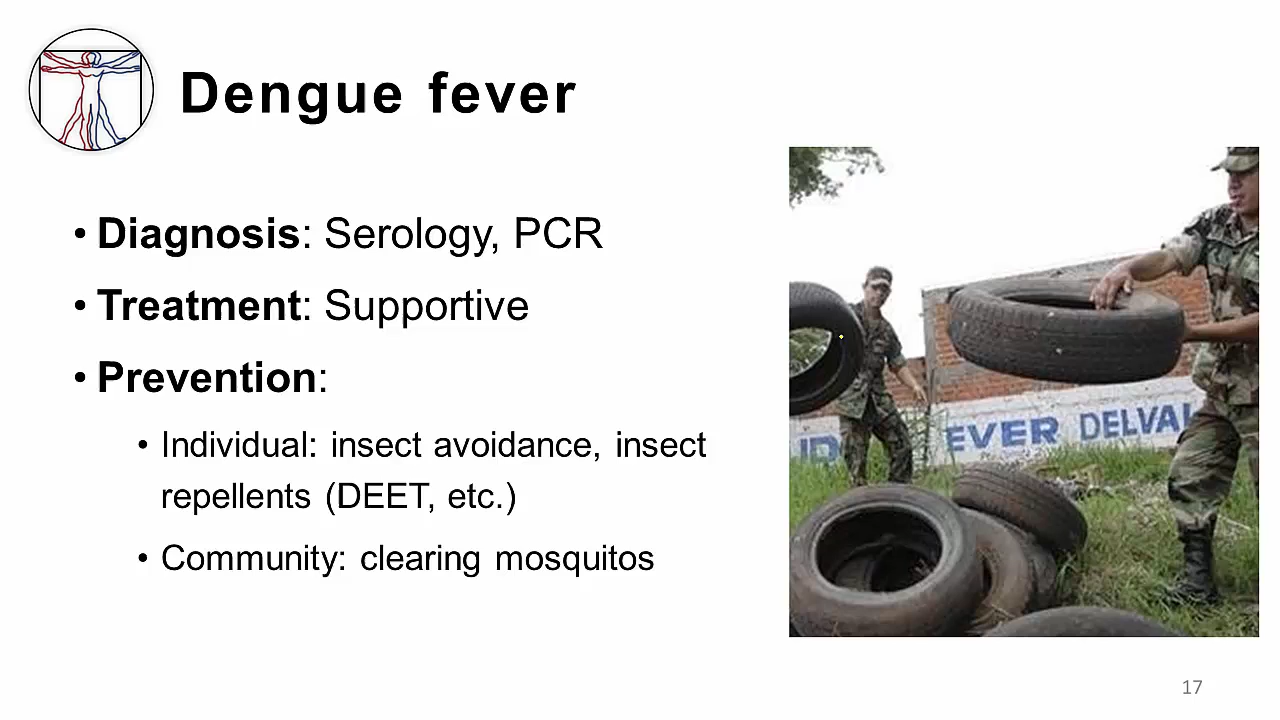 Dengue fever
• Diagnosis: Serology, PCR
• Treatment: Supportive
• Prevention:
• Individual: insect avoidance, insect
repellents (DEET, etc.)
• Community: clearing mosquitos
EVER DELVAL
17